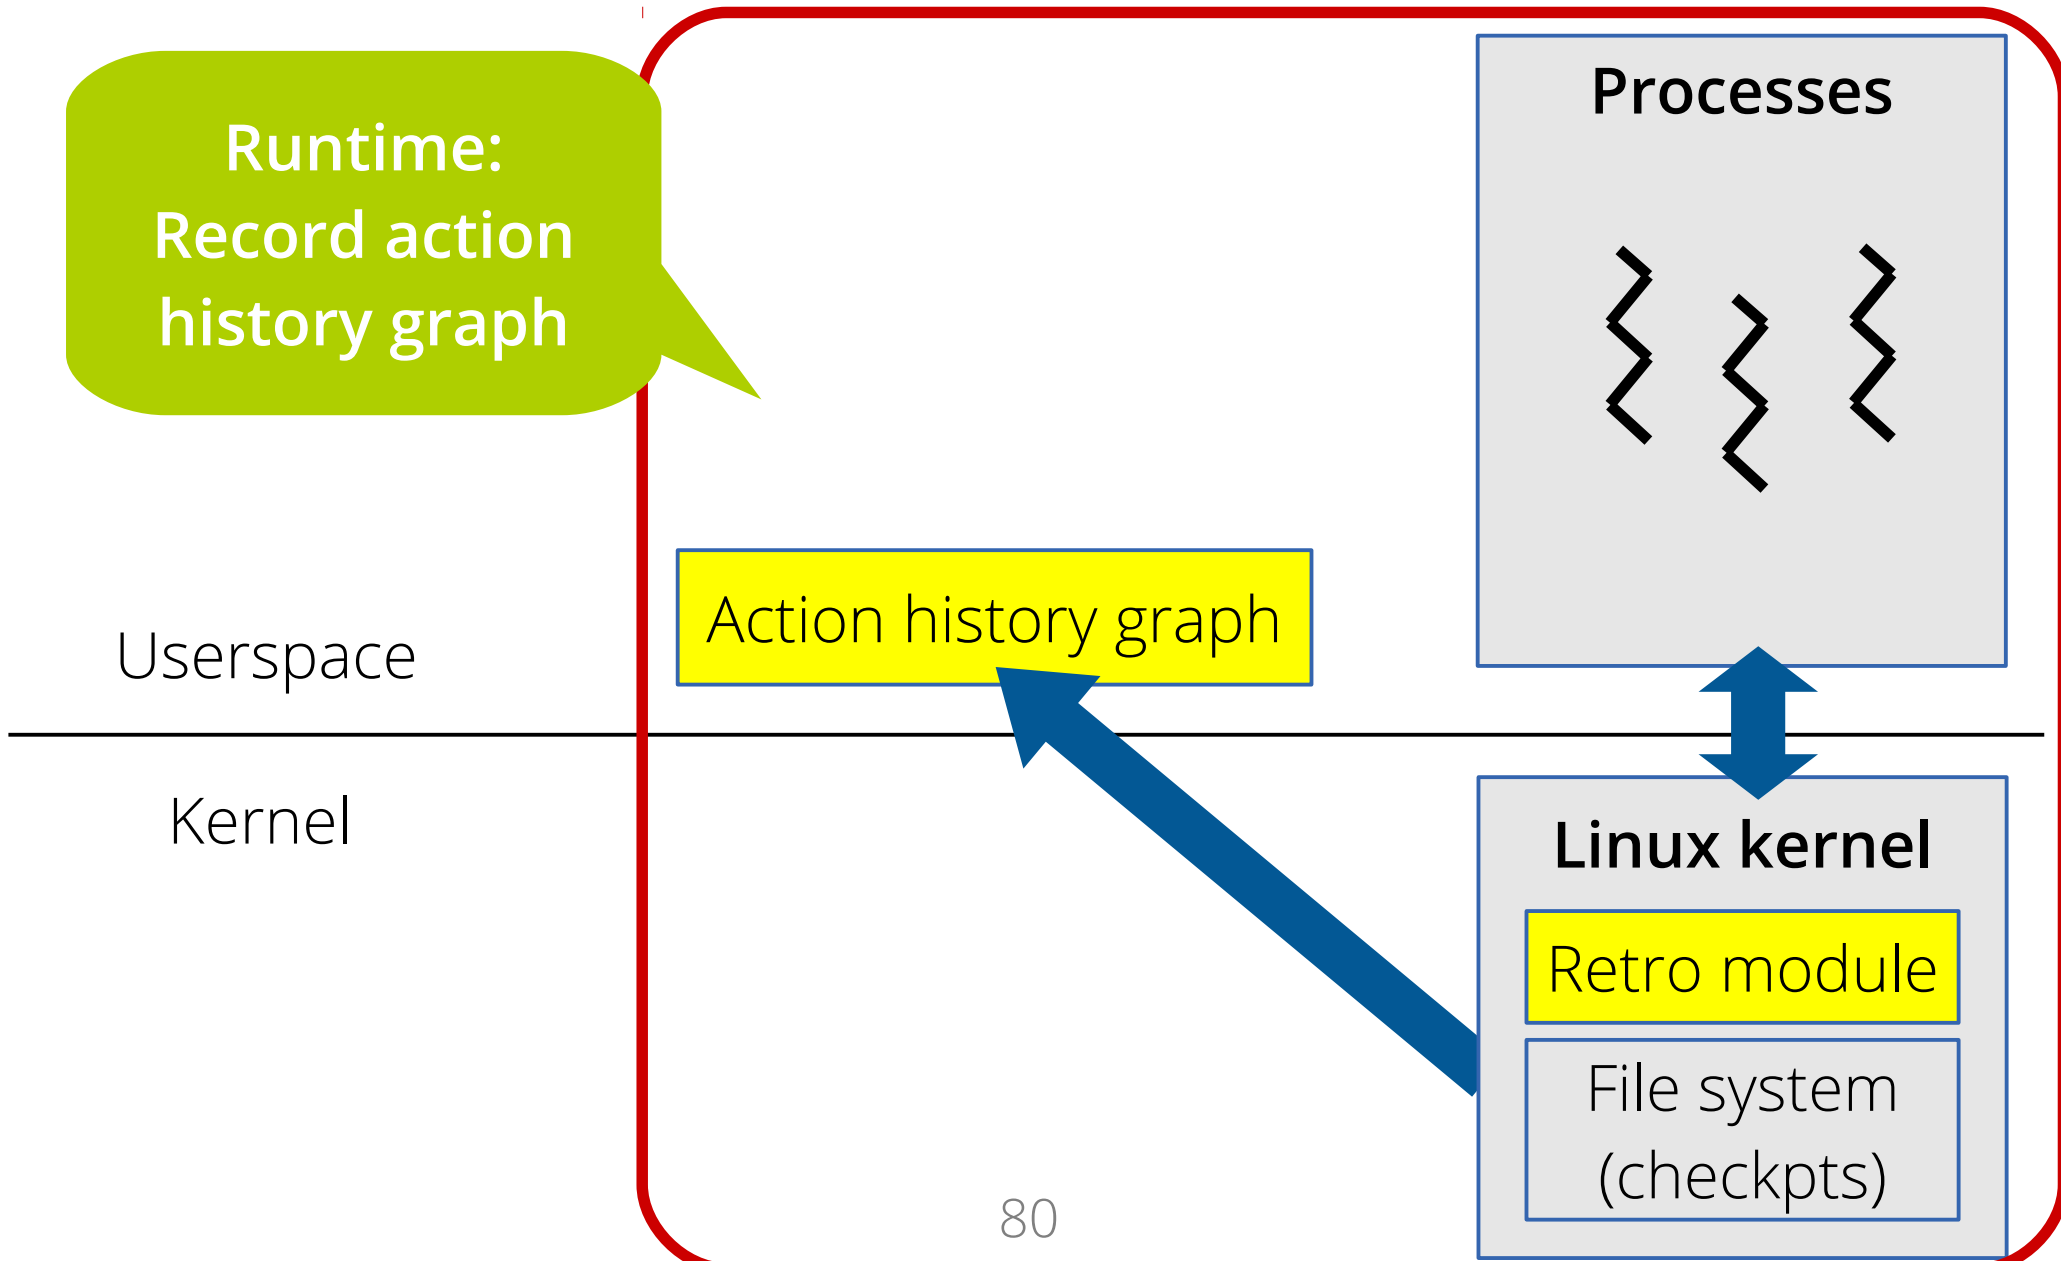 Runtime:
Record action
history graph
Processes
Action history graph
Userspace
Kernel
Linux kernel
Retro module
File system
(checkpts)
80